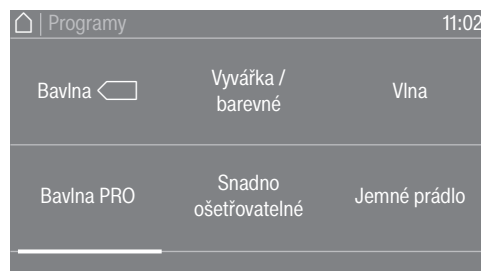 | Programy
11:02
Bavlna
Vyvářka /
barevné
Vlna
Bavlna PRO
Snadno
ošetřovatelné
Jemné prádlo